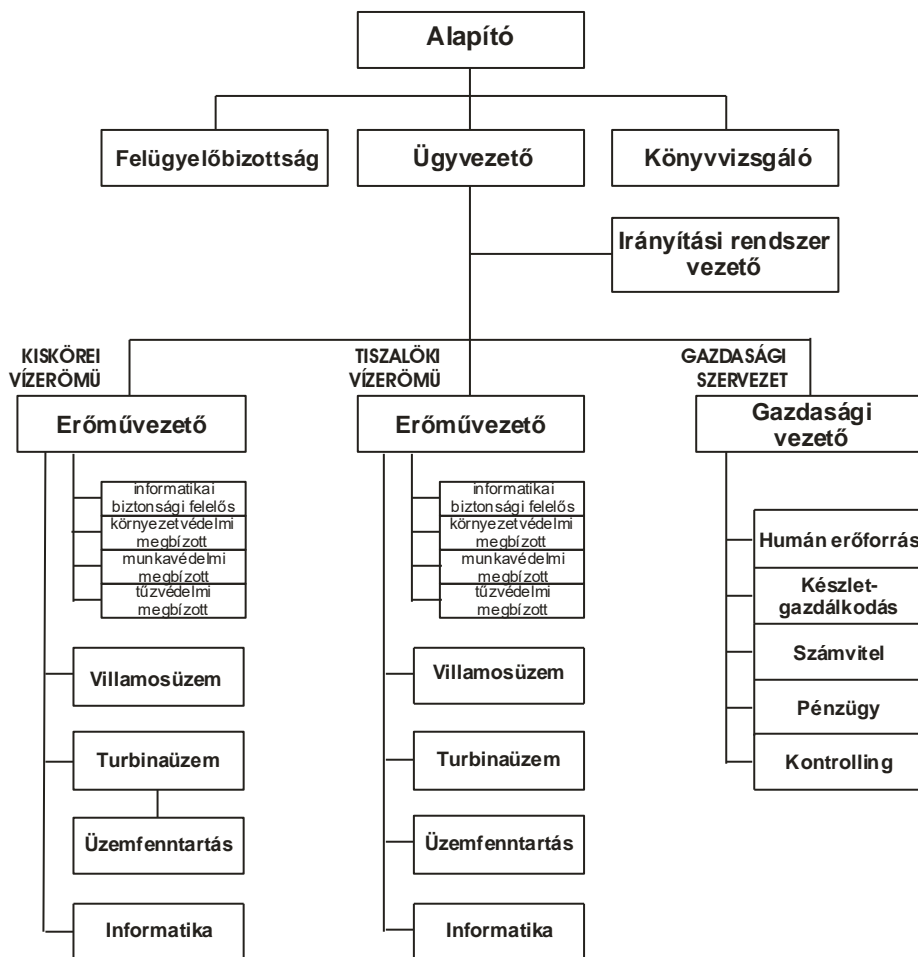 Alapító
Felügyelőbizottság
Ügyvezető
Könyvvizsgáló
Irányítási rendszer
vezető
KISKÖREI
VÍZERÖMÜ
Erőművezető
informatikai
biztonsági felelős
környezetvédelmi
megbízott
munkavédelmi
megbízott
tűzvédelmi
megbízott
Villamosüzem
Turbinaüzem
Üzemfenntartás
Informatika
TISZALÖKI
VÍZERÖMÜ
Erőművezető
informatikai
biztonsági felelős
környezetvédelmi
megbízott
munkavédelmi
megbízott
tűzvédelmi
megbízott
Villamosüzem
Turbinaüzem
Üzemfenntartás
Informatika
GAZDASÁGI
SZERVEZET
Gazdasági
vezető
Humán erőforrás
Készlet-
gazdálkodás
Számvitel
Pénzügy
Kontrolling